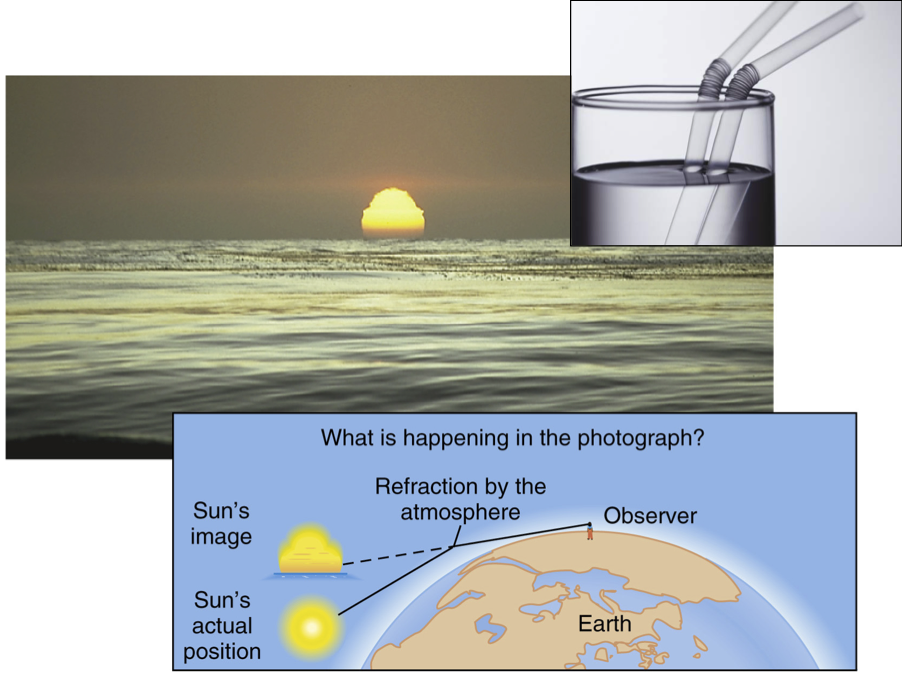 What is happening in the photograph?
Refraction by the
atmosphere
Observer
Sun's
image
Sun's
actual
position
Earth